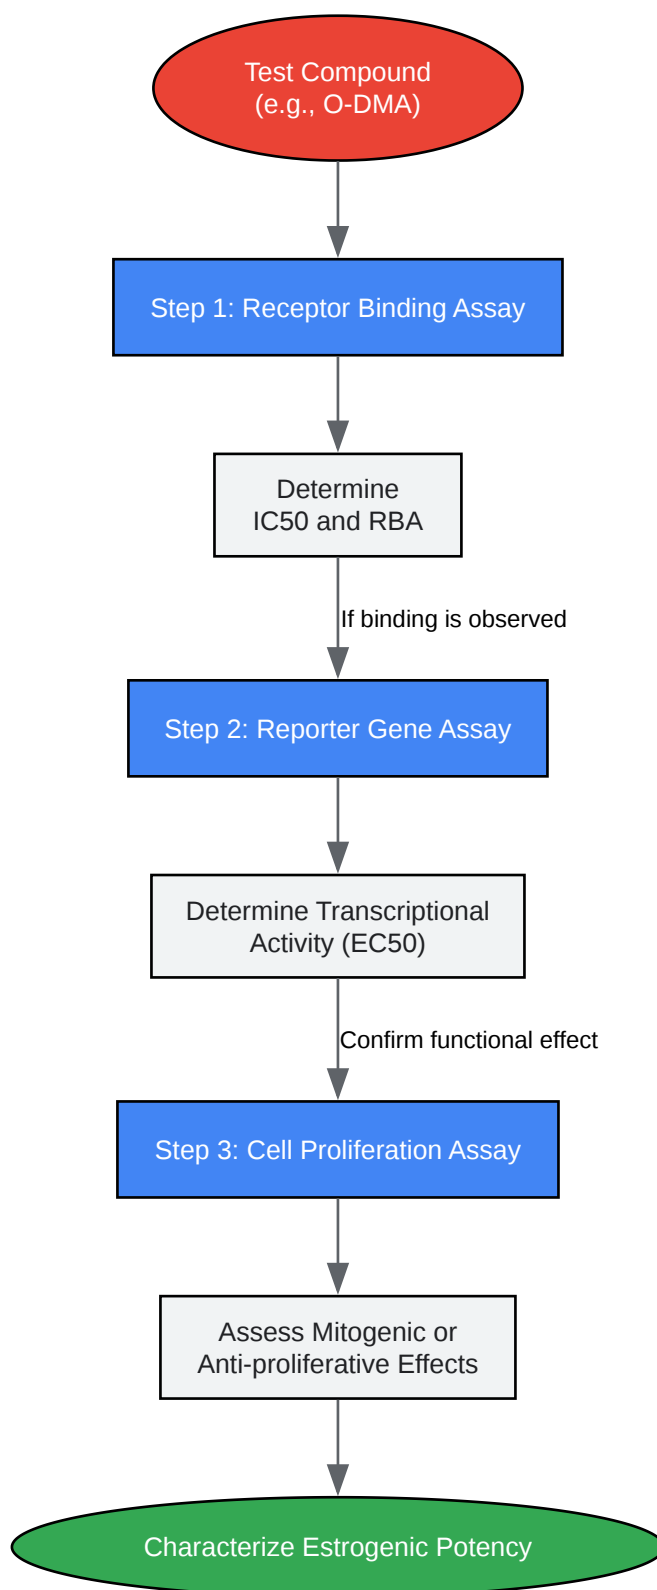 Test Compound
(e.g., O-DMA)
Step 1: Receptor Binding Assay
Determine
IC50 and RBA
If binding is observed
Step 2: Reporter Gene Assay
Determine Transcriptional
Activity (EC50)
Confirm functional effect
Step 3: Cell Proliferation Assay
Assess Mitogenic or
Anti-proliferative Effects
Characterize Estrogenic Potency